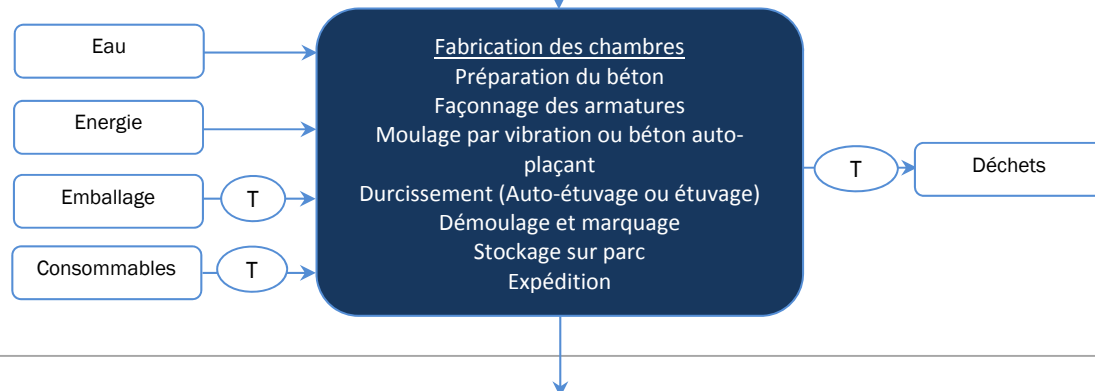 Eau
Energie
Emballage
T
Consommables
T
Fabrication des chambres
Préparation du béton
Façonnage des armatures
Moulage par vibration ou béton auto-
plaçant
Durcissement (Auto-étuvage ou étuvage)
Démoulage et marquage
Stockage sur parc
Expédition
T
Déchets